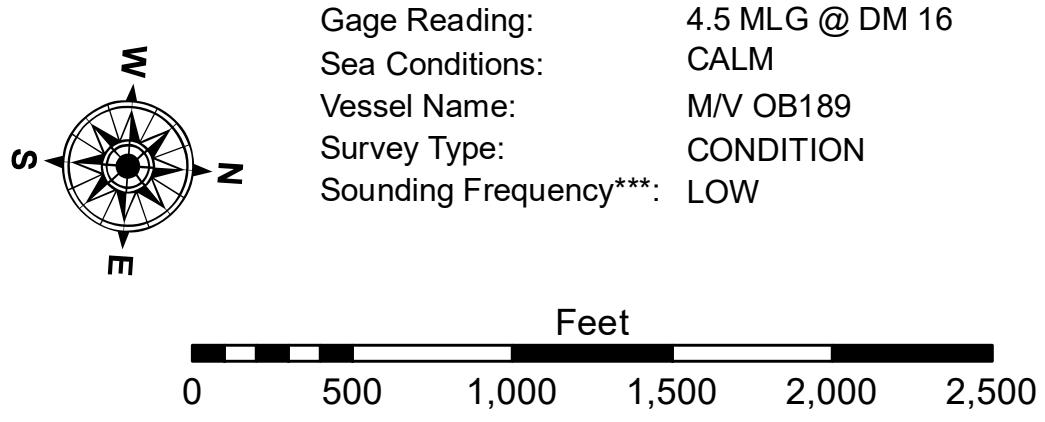 W
S
N
E
Gage Reading: 4.5 MLG @ DM 16
Sea Conditions: CALM
Vessel Name: M/V OB189
Survey Type: CONDITION
Sounding Frequency***: LOW
Feet
0 500 1,000 1,500 2,000 2,500